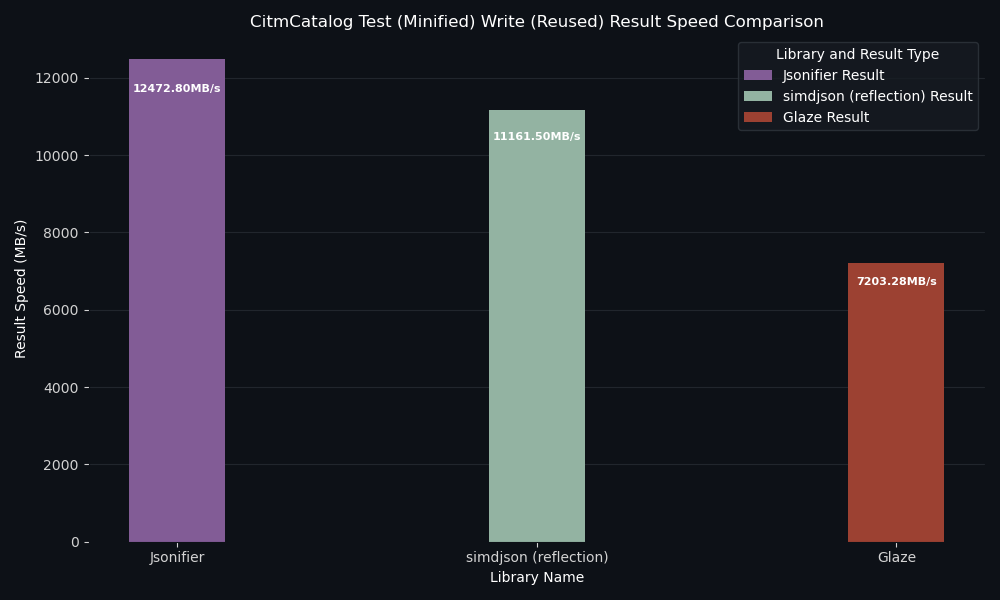 CitmCatalog Test (Minified) Write (Reused) Result Speed Comparison
Library and Result Type
Jsonifier Result
simdjson (reflection) Result
Glaze Result
Result Speed (MB/s)
12000
10000
8000
6000
4000
2000
0
12472.80MB/s
11161.50MB/s
7203.28MB/s
Jsonifier
simdjson (reflection)
Glaze
Library Name